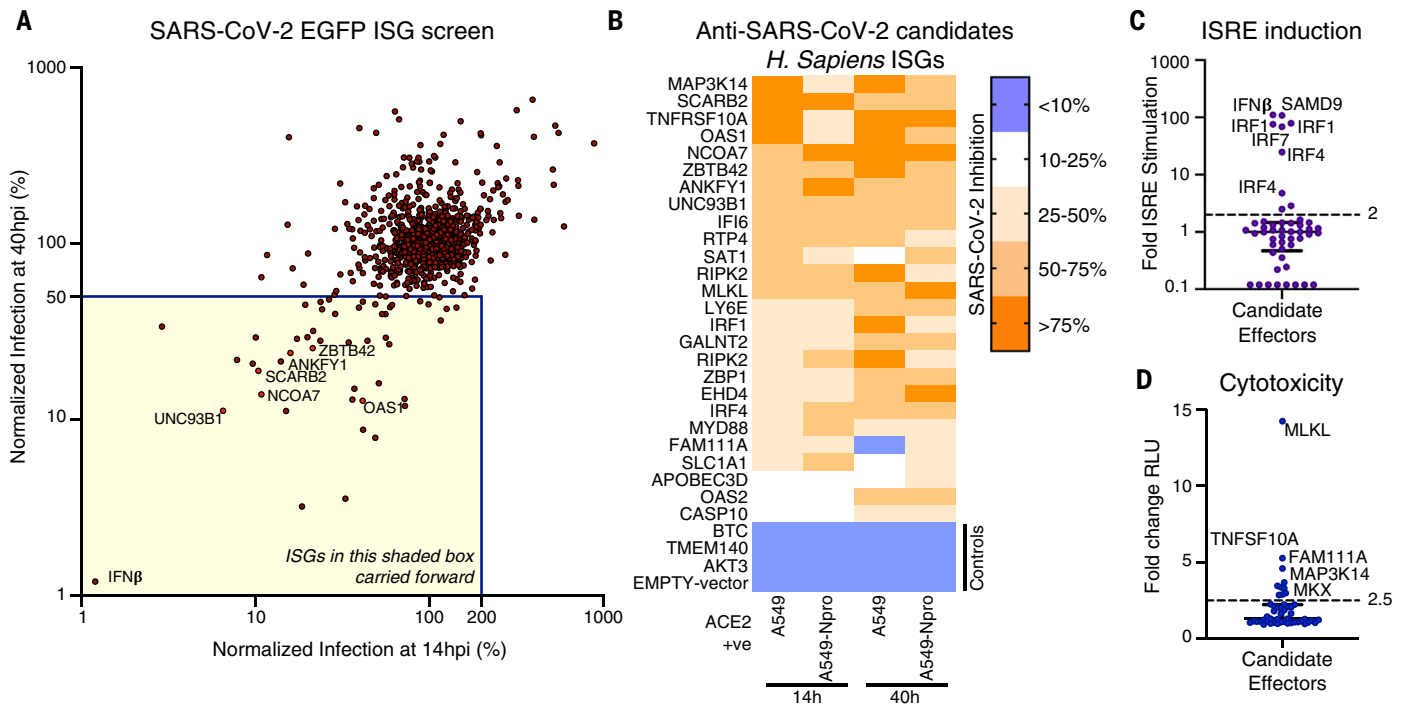 A
SARS-CoV-2 EGFP ISG screen
Normalized Infection at 40hpi (%)
1000
100
50
10
1
ZBTB42
ANKFY1
SCARB2
NCOA7
UNC93B1
OAS1
IFNβ
ISGs in this shaded box
carried forward
1
10
100
200
1000
Normalized Infection at 14hpi (%)
B
Anti-SARS-CoV-2 candidates
H. Sapiens ISGs
MAP3K14
SCARB2
TNFRSF10A
OAS1
NCOA7
ZBTB42
ANKFY1
UNC93B1
IFI6
RTP4
SAT1
RIPK2
MLKL
LY6E
IRF1
GALNT2
RIPK2
ZBP1
EHD4
IRF4
MYD88
FAM111A
SLC1A1
APOBEC3D
OAS2
CASP10
BTC
TMEM140
AKT3
EMPTY-vector
Controls
ACE2
+ve
A549
A549-Npro
A549
A549-Npro
14h
40h
SARS-CoV-2 Inhibition
<10%
10-25%
25-50%
50-75%
>75%
C
ISRE induction
Fold ISRE Stimulation
1000
100
10
1
0.1
IFNβ
SAMD9
IRF1
IRF1
IRF7
IRF4
IRF4
2
Candidate
Effectors
D
Cytotoxicity
Fold change RLU
15
10
5
0
MLKL
TNFSF10A
FAM111A
MAP3K14
MKX
2.5
Candidate
Effectors